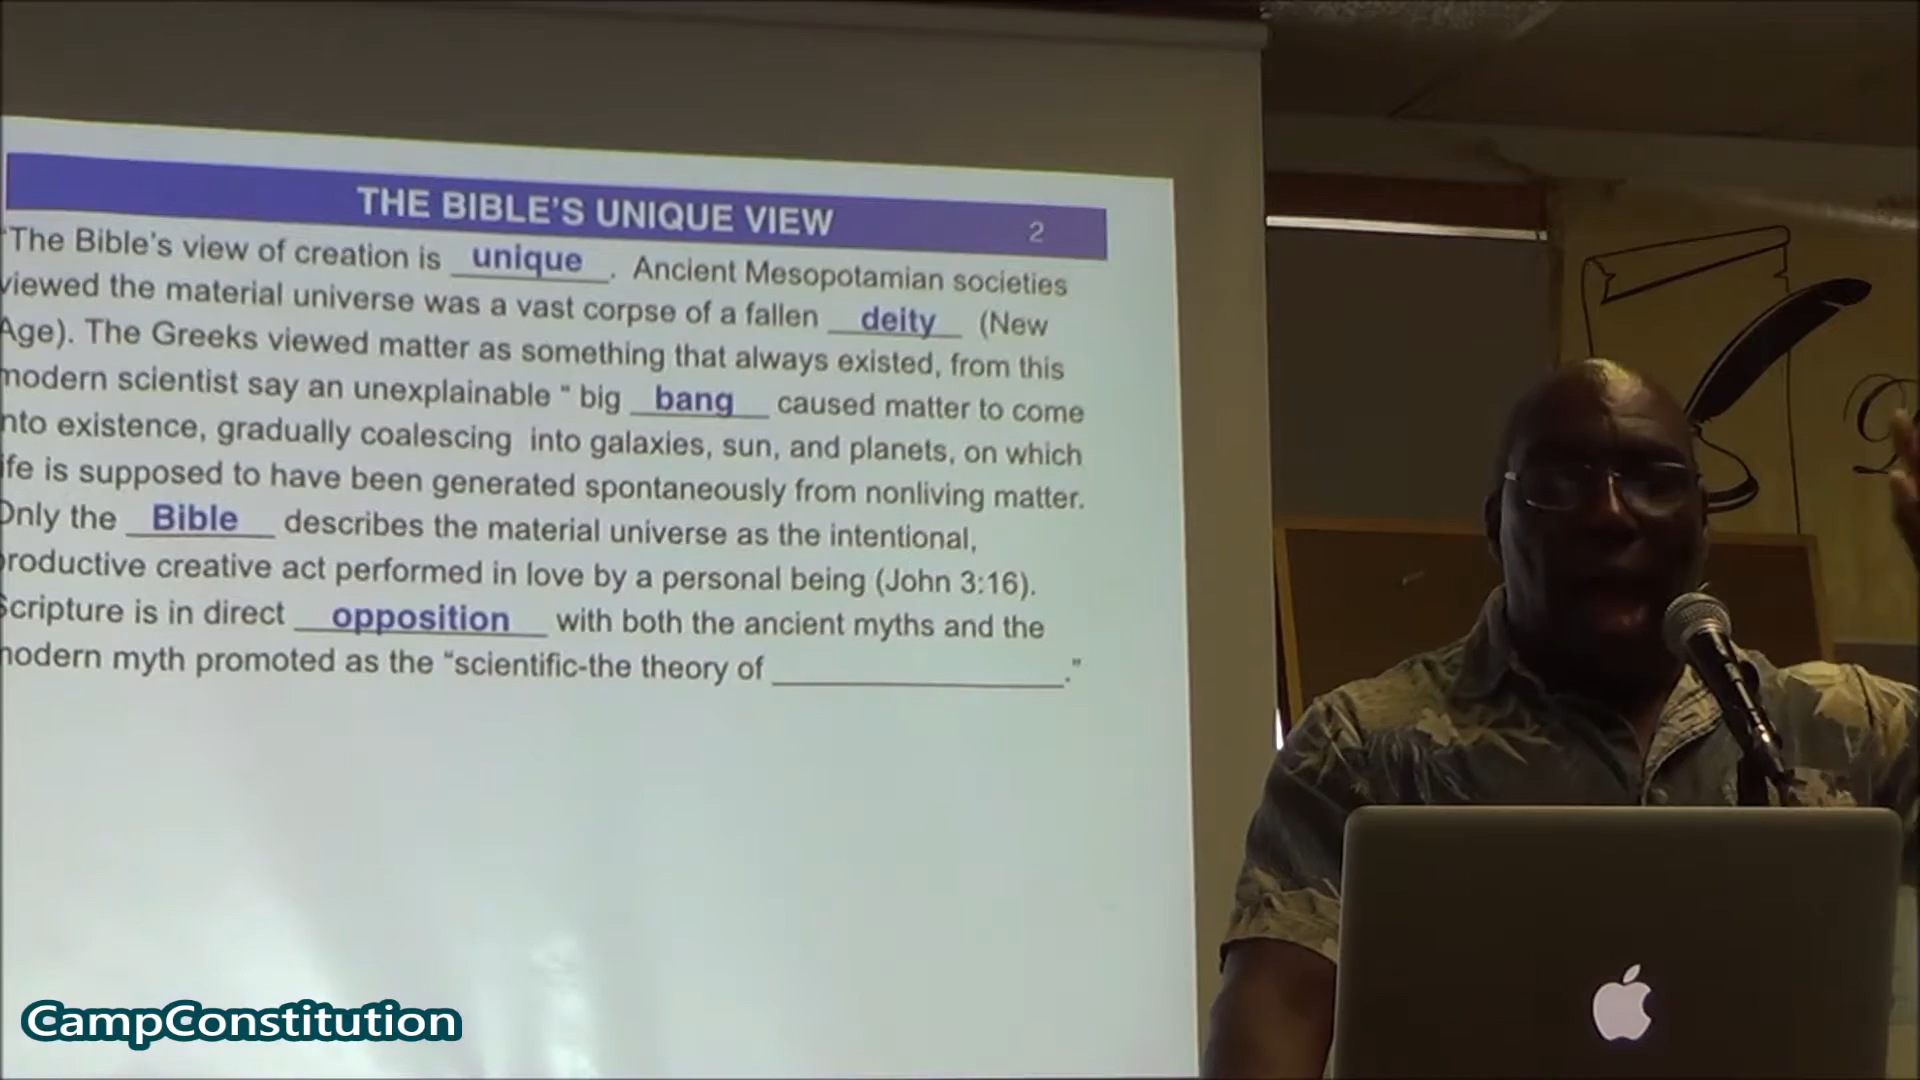 THE BIBLE'S UNIQUE VIEW 2
"The Bible's view of creation is unique. Ancient Mesopotamian societies
viewed the material universe was a vast corpse of a fallen deity (New
Age). The Greeks viewed matter as something that always existed, from this
modern scientist say an unexplainable " big bang caused matter to come
nto existence, gradually coalescing into galaxies, sun, and planets, on which
ife is supposed to have been generated spontaneously from nonliving matter.
Only the Bible describes the material universe as the intentional,
productive creative act performed in love by a personal being (John 3:16).
Scripture is in direct opposition with both the ancient myths and the
modern myth promoted as the "scientific-the theory of ____________."
CampConstitution